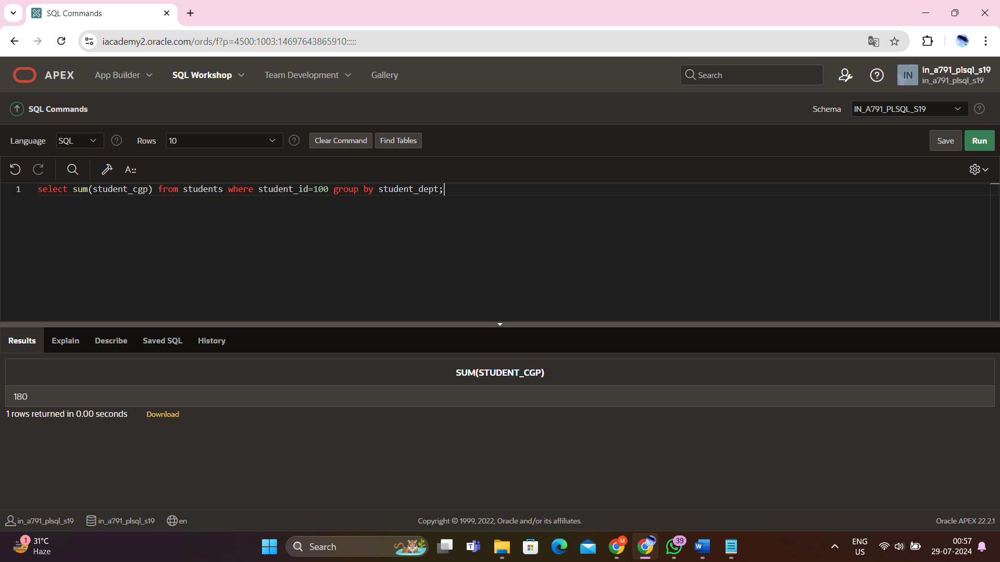 SQL Commands
iacademy2.oracle.com/ords/f?p=4500:1003:14697643865910:::::
APEX App Builder SQL Workshop Team Development Gallery Search IN in_a791_plsql_s19
in_a791_plsql_s19
SQL Commands Schema IN_A791_PLSQL_S19
Language SQL Rows 10 Clear Command Find Tables Save Run
A::
1 select sum(student_cgp) from students where student_id=100 group by student_dept;
Results Explain Describe Saved SQL History
SUM(STUDENT_CGP)
180
1 rows returned in 0.00 seconds Download
in_a791_plsql_s19 in_a791_plsql_s19 en Copyright © 1999, 2022, Oracle and/or its affiliates. Oracle APEX 22.2.1
1 31°C
Haze
Search
M
39
W
ENG
US
00:57
29-07-2024